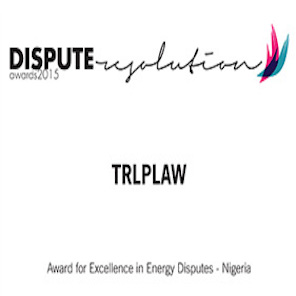 DISPUTE resolution
awards2015
TRLPLAW
Award for Excellence in Energy Disputes - Nigeria